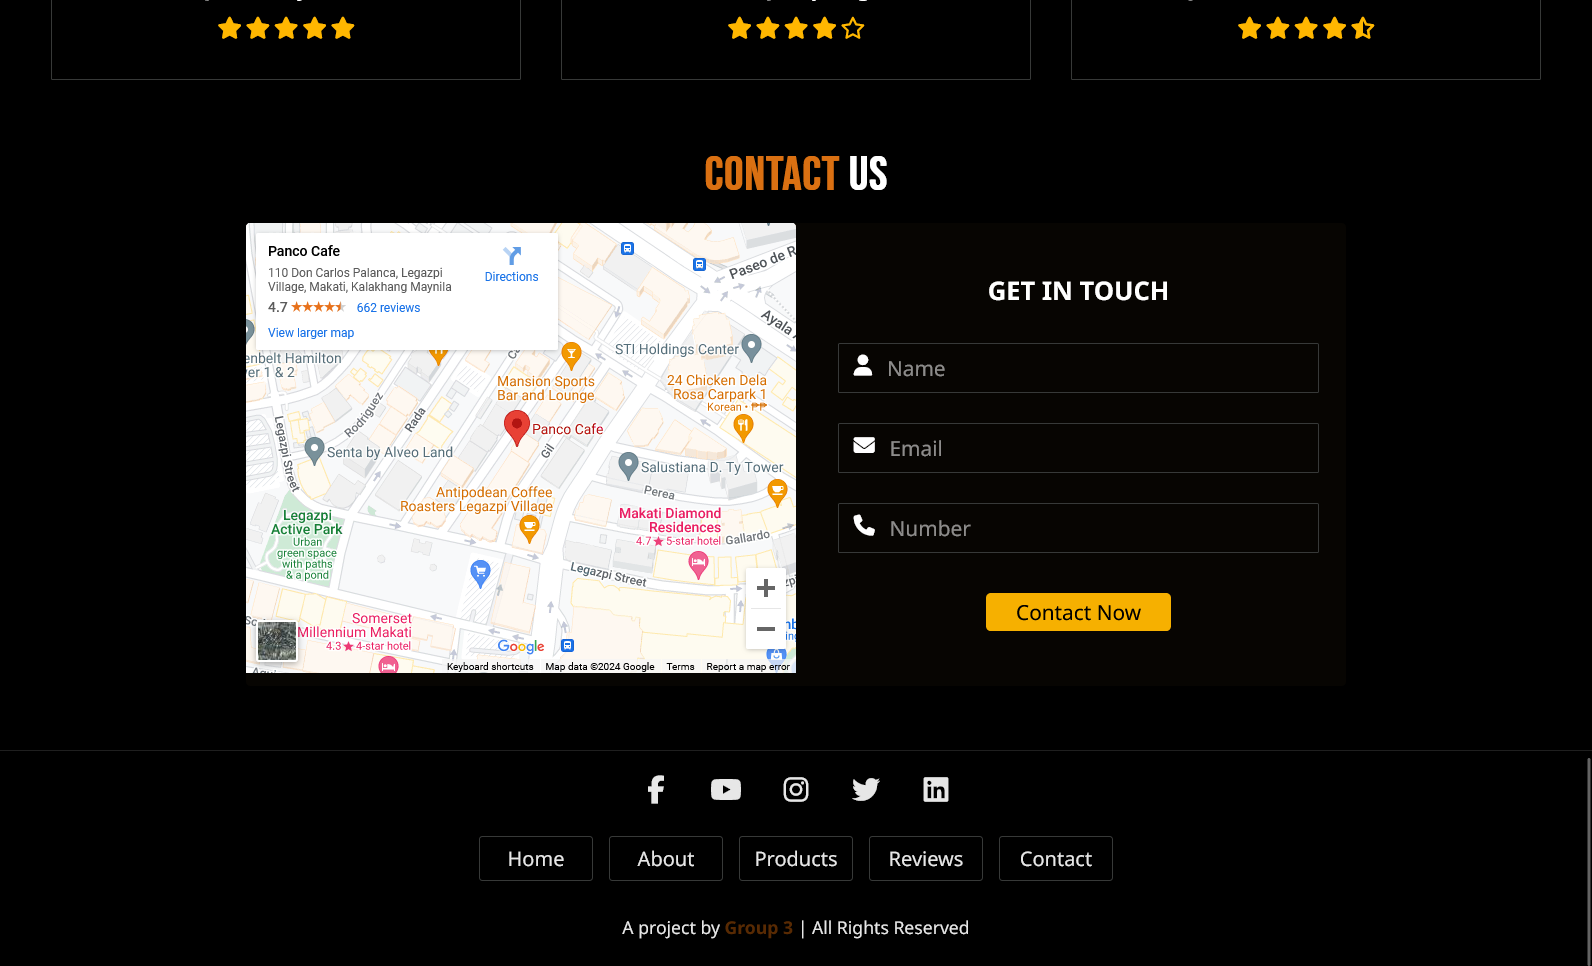 CONTACT US
Panco Cafe
110 Don Carlos Palanca, Legazpi
Village, Makati, Kalakhang Maynila
4.7 662 reviews
View larger map
Directions
Paseo de R
Ayala
enbelt Hamilton
er 1 & 2
STI Holdings Center
Mansion Sports
Bar and Lounge
24 Chicken Dela
Rosa Carpark 1
Korean • ₱₱
Rodriguez
Rada
Panco Cafe
Gil
Legazpi Street
Senta by Alveo Land
Salustiana D. Ty Tower
Perea
Antipodean Coffee
Roasters Legazpi Village
Legazpi
Active Park
Urban
green space
with paths
& a pond
Makati Diamond
Residences
4.7★ 5-star hotel
Gallardo
Legazpi Street
Somerset
Millennium Makati
4.3★ 4-star hotel
Google
Keyboard shortcuts Map data ©2024 Google Terms Report a map error
GET IN TOUCH
Name
Email
Number
Contact Now
Home About Products Reviews Contact
A project by Group 3 | All Rights Reserved